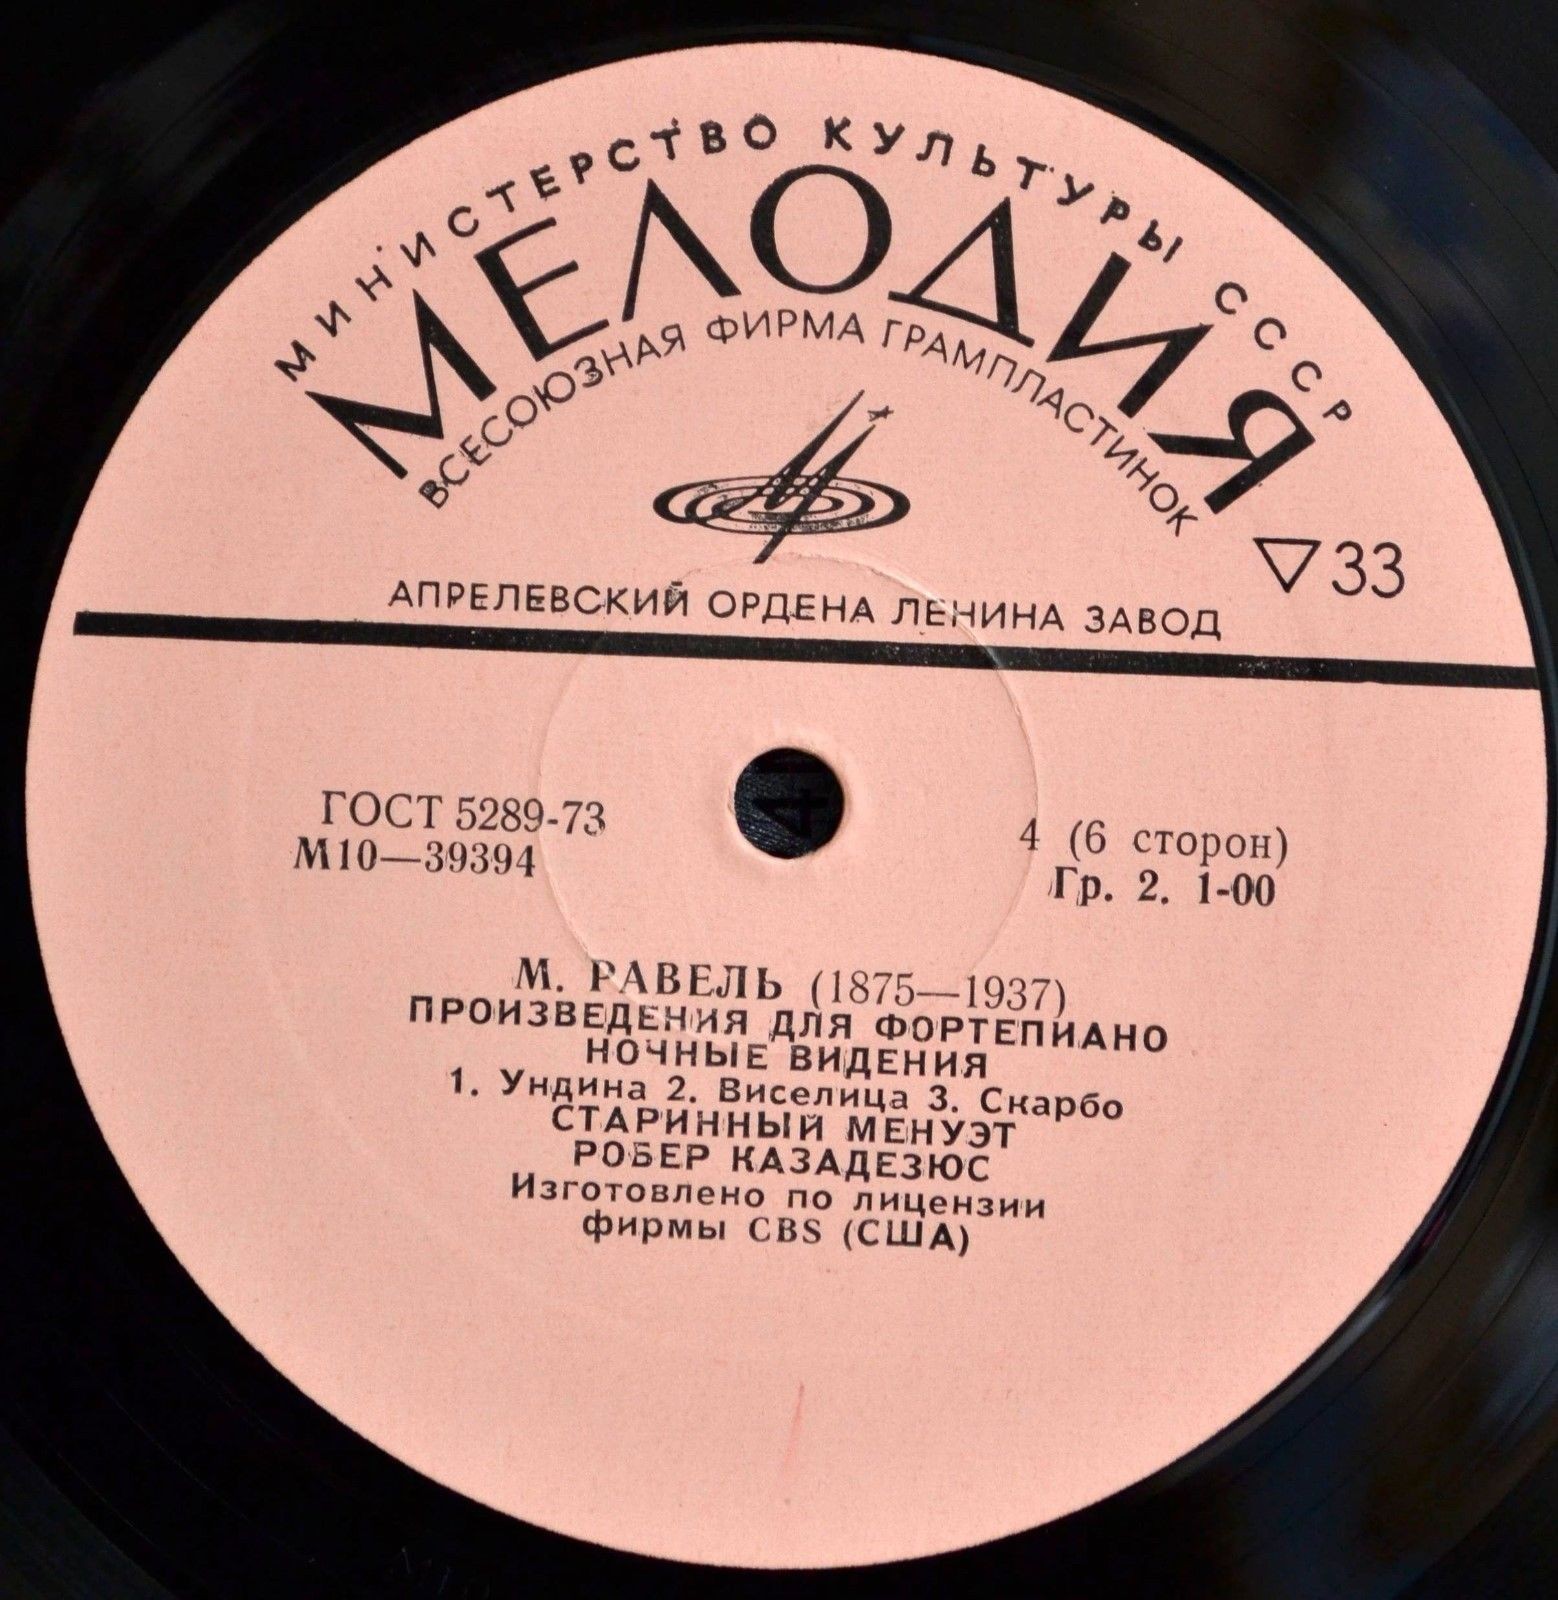 МИНИСТЕРСТВО КУЛЬТУРЫ СССР
МЕЛОДИЯ
ВСЕСОЮЗНАЯ ФИРМА ГРАМПЛАСТИНОК
33
АПРЕЛЕВСКИЙ ОРДЕНА ЛЕНИНА ЗАВОД
ГОСТ 5289-73
М10—39394
4 (6 сторон)
Гр. 2. 1-00
М. РАВЕЛЬ (1875—1937)
ПРОИЗВЕДЕНИЯ ДЛЯ ФОРТЕПИАНО
НОЧНЫЕ ВИДЕНИЯ
1. Ундина 2. Виселица 3. Скарбо
СТАРИННЫЙ МЕНУЭТ
РОБЕР КАЗАДЕЗЮС
Изготовлено по лицензии
фирмы CBS (США)